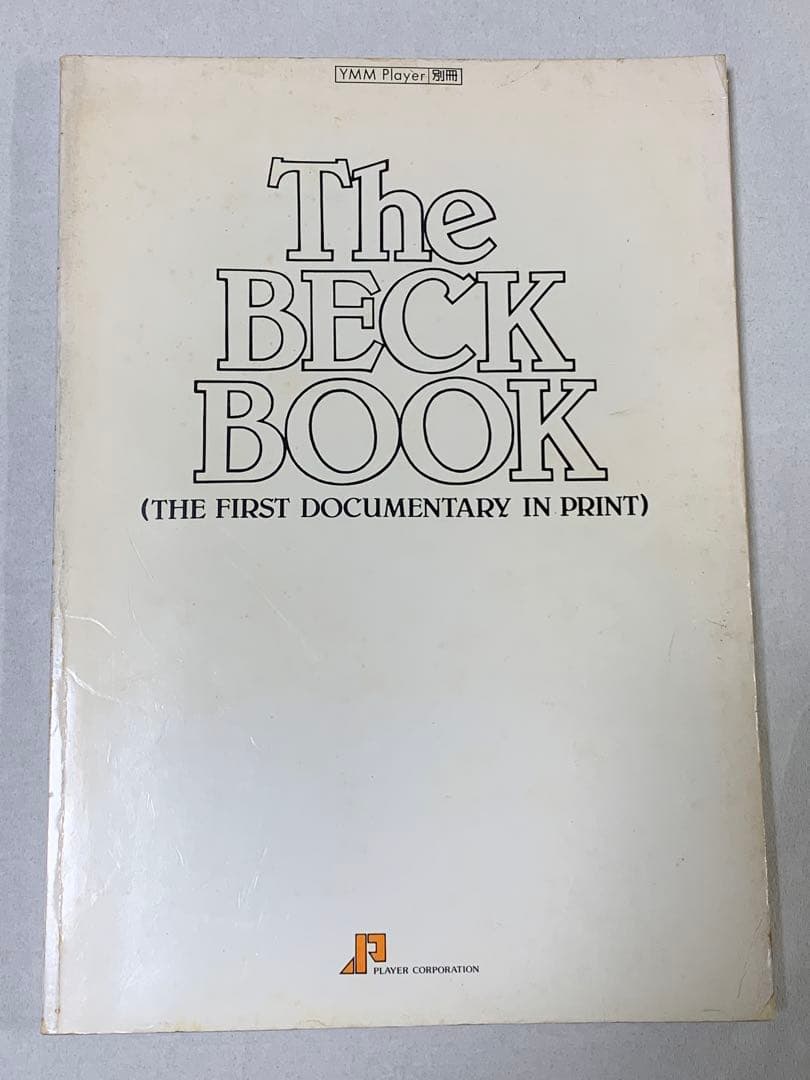 YMM Player 別冊
The
BECK
BOOK
(THE FIRST DOCUMENTARY IN PRINT)
PLAYER CORPORATION